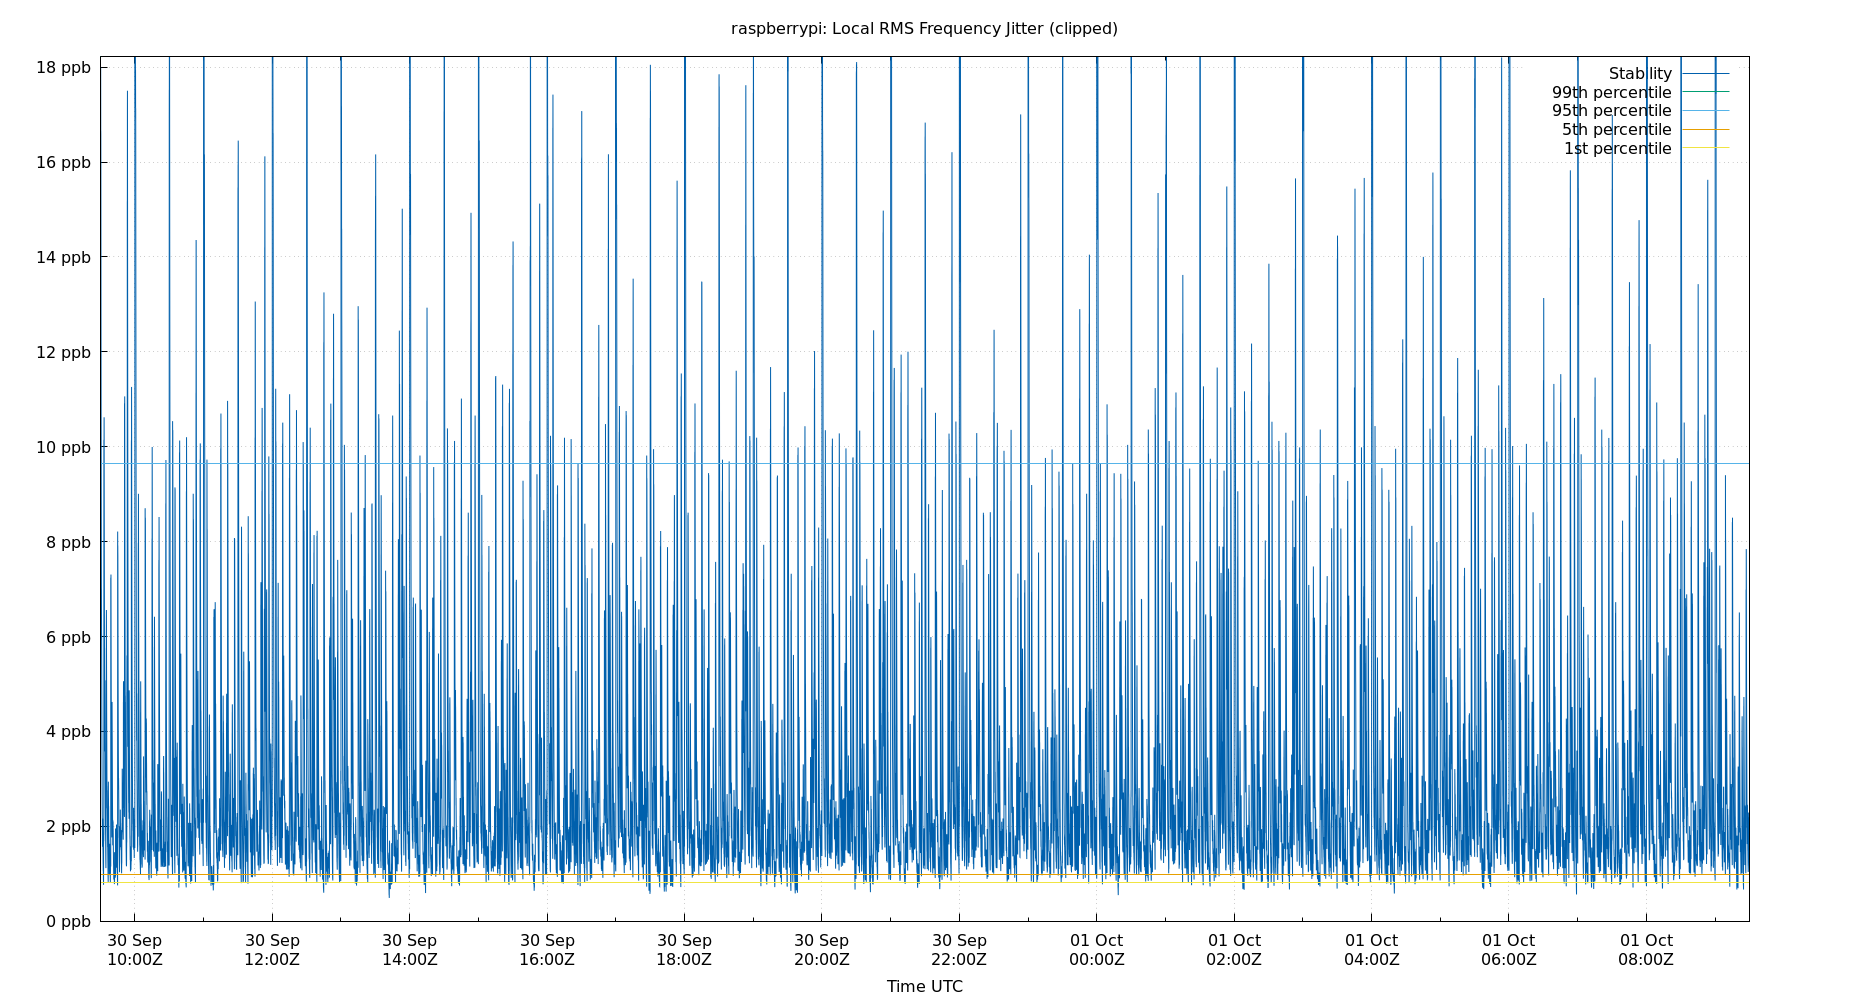 raspberrypi: Local RMS Frequency Jitter (clipped)
18 ppb
16 ppb
14 ppb
12 ppb
10 ppb
8 ppb
6 ppb
4 ppb
2 ppb
0 ppb
Stability
99th percentile
95th percentile
5th percentile
1st percentile
30 Sep 30 Sep 30 Sep 30 Sep 30 Sep 30 Sep 30 Sep 01 Oct 01 Oct 01 Oct 01 Oct 01 Oct
10:00Z 12:00Z 14:00Z 16:00Z 18:00Z 20:00Z 22:00Z 00:00Z 02:00Z 04:00Z 06:00Z 08:00Z
Time UTC